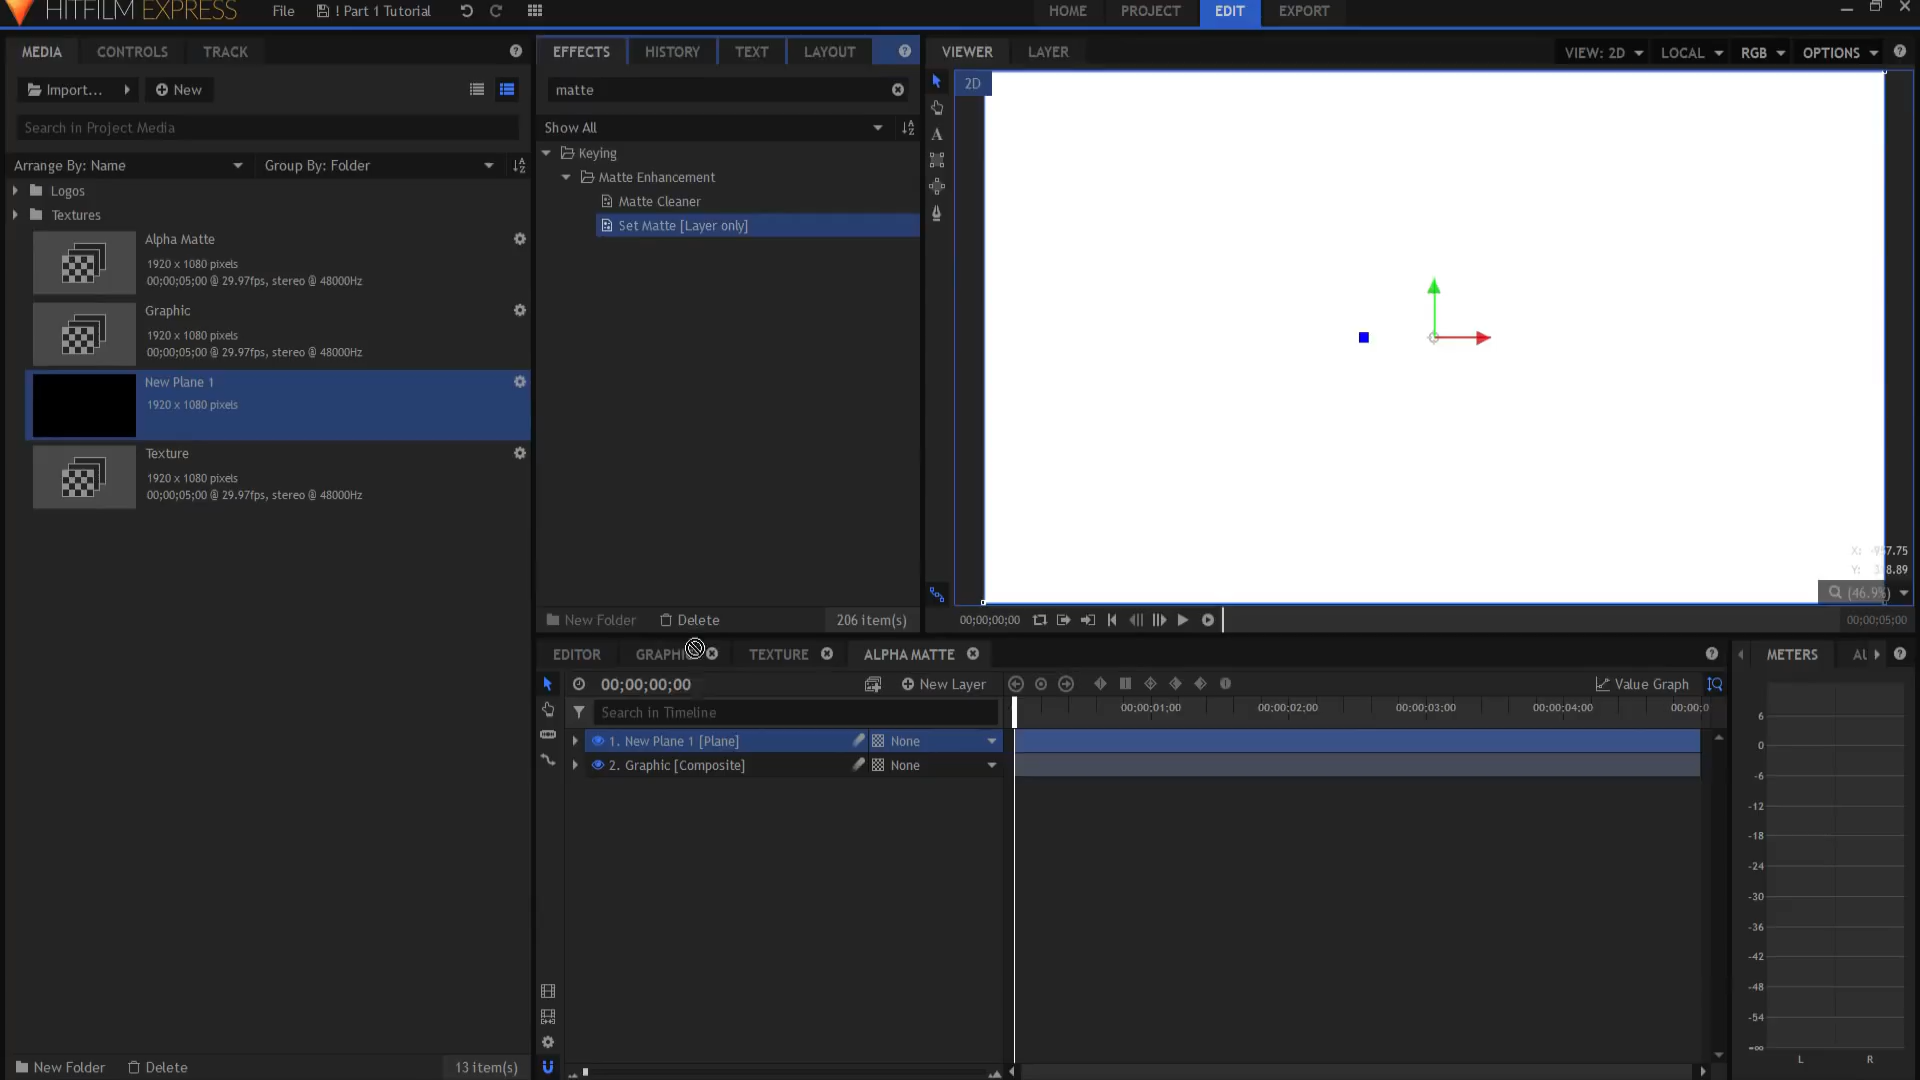 HITFILM EXPRESS
File
! Part 1 Tutorial
HOME
PROJECT
EDIT
EXPORT
MEDIA
CONTROLS
TRACK
Import...
New
Search in Project Media
Arrange By: Name
Group By: Folder
Logos
Textures
Alpha Matte
1920 x 1080 pixels
00;00;05;00 @ 29.97fps, stereo @ 48000Hz
Graphic
1920 x 1080 pixels
00;00;05;00 @ 29.97fps, stereo @ 48000Hz
New Plane 1
1920 x 1080 pixels
Texture
1920 x 1080 pixels
00;00;05;00 @ 29.97fps, stereo @ 48000Hz
New Folder
Delete
13 item(s)
EFFECTS
HISTORY
TEXT
LAYOUT
matte
Show All
Keying
Matte Enhancement
Matte Cleaner
Set Matte [Layer only]
New Folder
Delete
206 item(s)
VIEWER
LAYER
VIEW: 2D
LOCAL
RGB
OPTIONS
2D
X:
Y:
(46.9%)
00;00;00;00
00;00;05;00
EDITOR
TEXTURE
ALPHA MATTE
00;00;00;00
New Layer
Value Graph
Search in Timeline
00;00;01;00
00;00;02;00
00;00;03;00
00;00;04;00
00;00;0
1. New Plane 1 [Plane]
None
2. Graphic [Composite]
None
METERS
6
0
-6
-12
-18
-24
-30
-36
-42
-48
-54
-∞
L
R